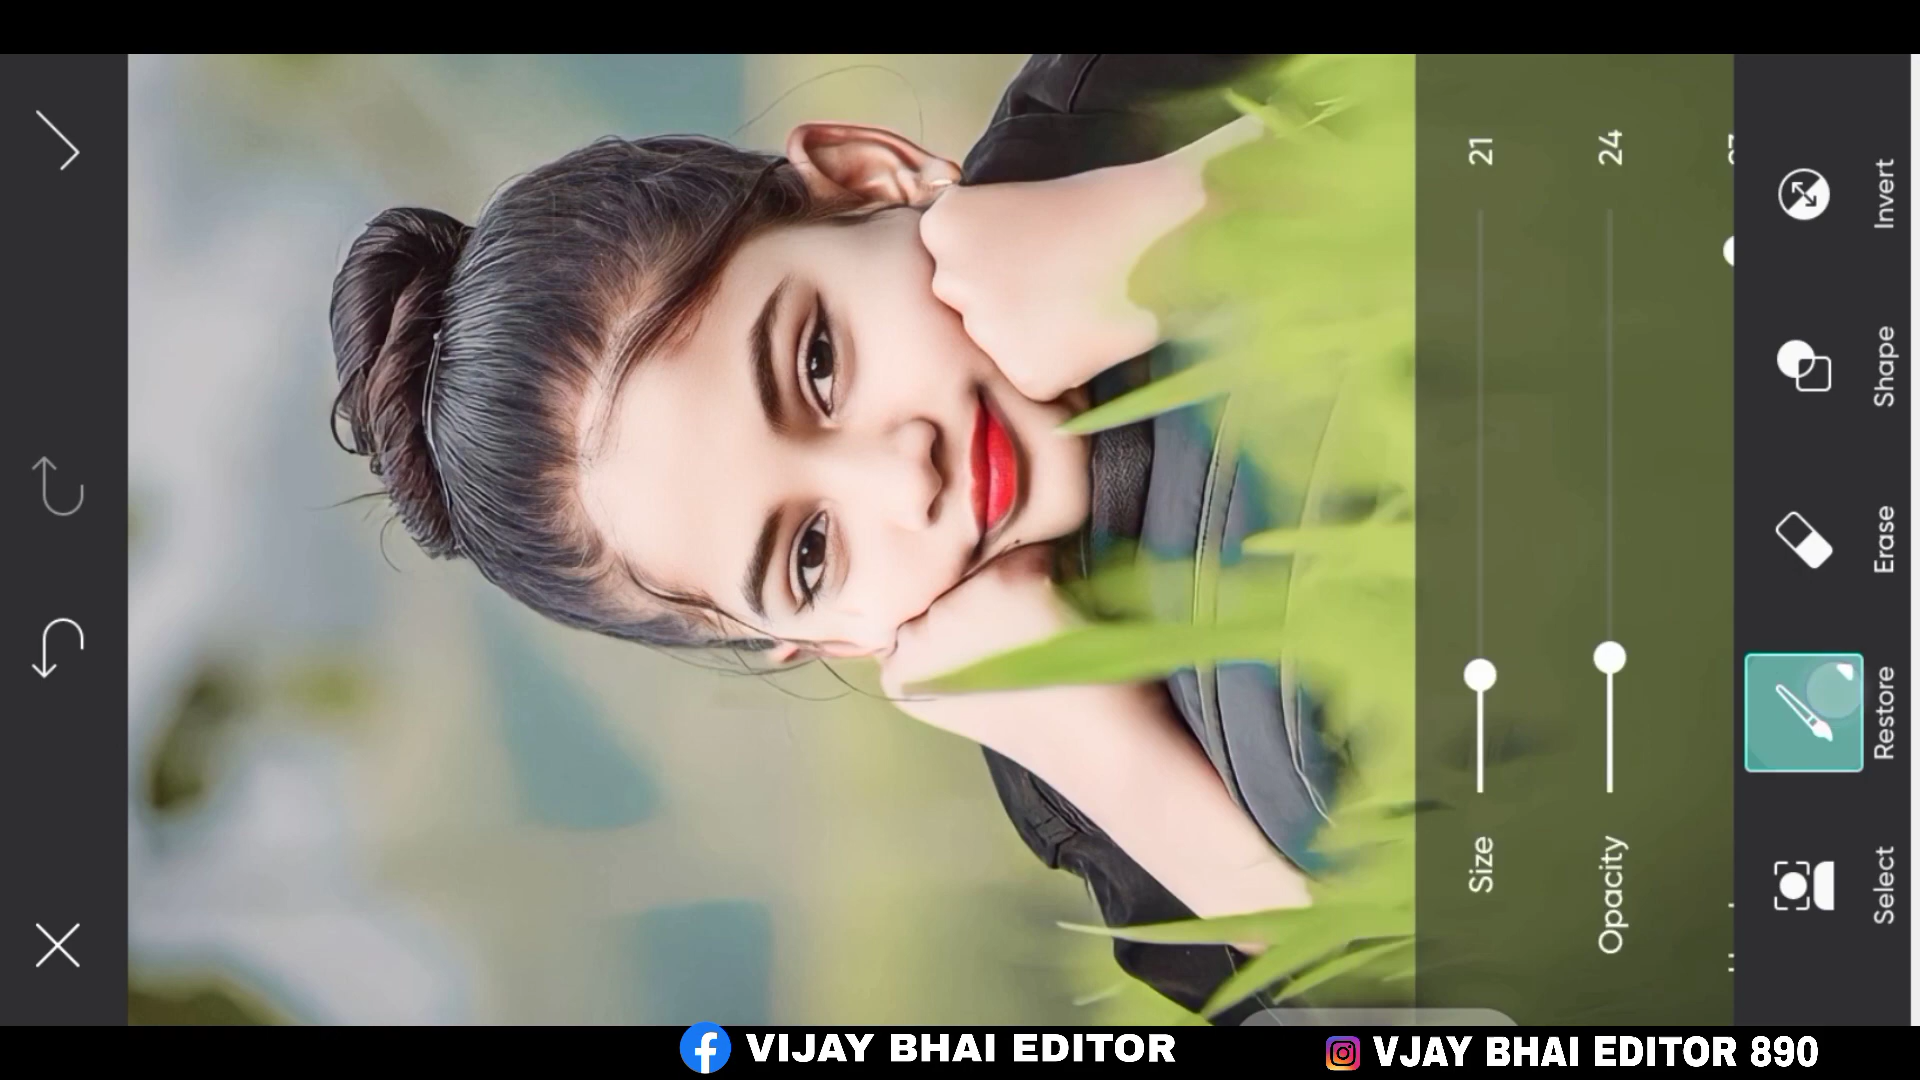 21
24
Size
Opacity
Invert
Shape
Erase
Restore
Select
VIJAY BHAI EDITOR
VJAY BHAI EDITOR 890